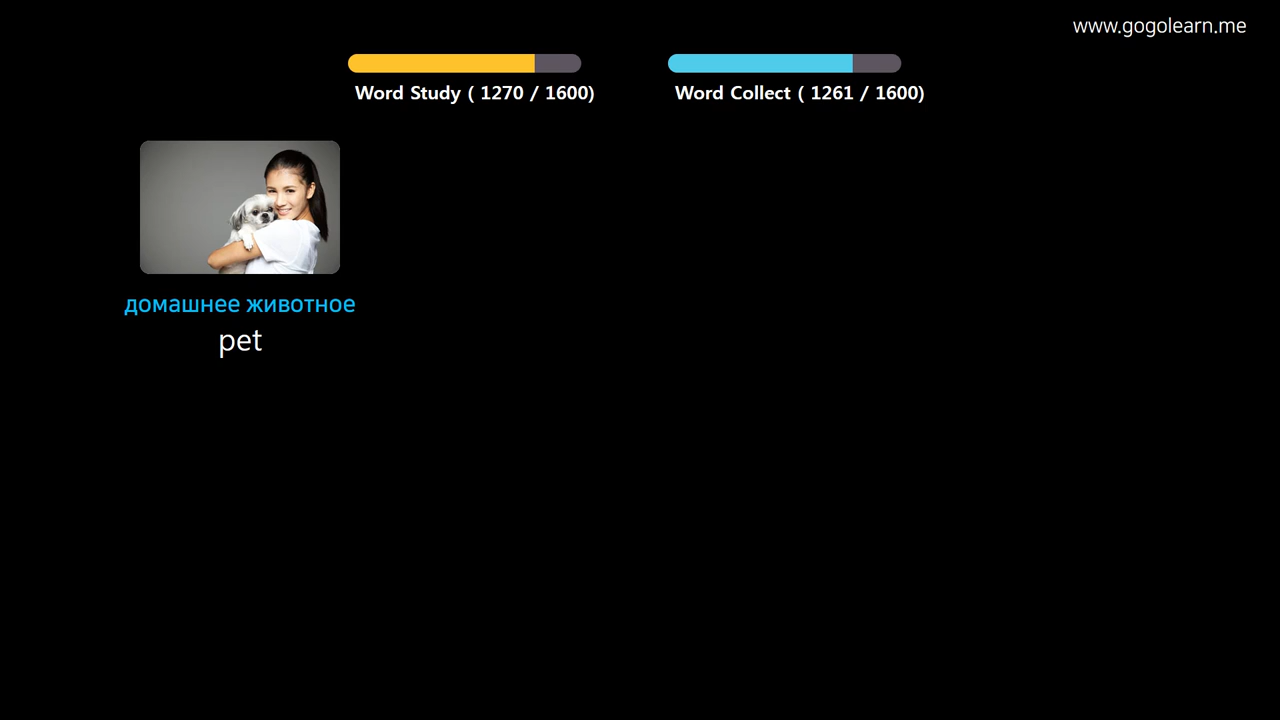 www.gogolearn.me
Word Study ( 1270 / 1600)
Word Collect ( 1261 / 1600)
домашнее животное
pet